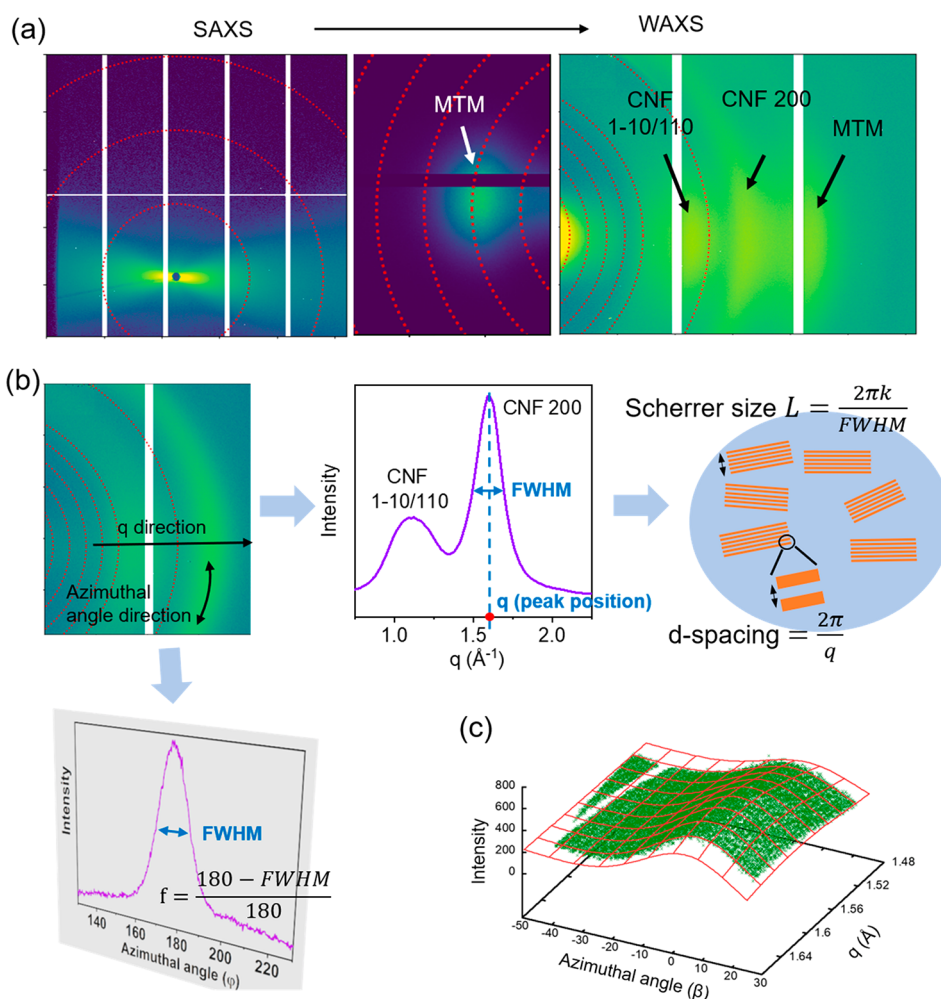 (a)
SAXS
WAXS
MTM
CNF
1-10/110
CNF 200
MTM
(b)
q direction
Azimuthal
angle direction
Intensity
CNF 200
CNF
1-10/110
FWHM
q (peak position)
1.0
1.5
2.0
q (Å⁻¹)
Scherrer size L = 2πk/FWHM
d-spacing = 2π/q
Intensity
FWHM
f = 180 − FWHM/180
140
160
180
200
220
Azimuthal angle (φ)
(c)
Intensity
800
600
400
200
0
-50
-40
-30
-20
-10
0
10
20
30
Azimuthal angle (β)
1.48
1.52
1.56
1.6
1.64
q (Å)